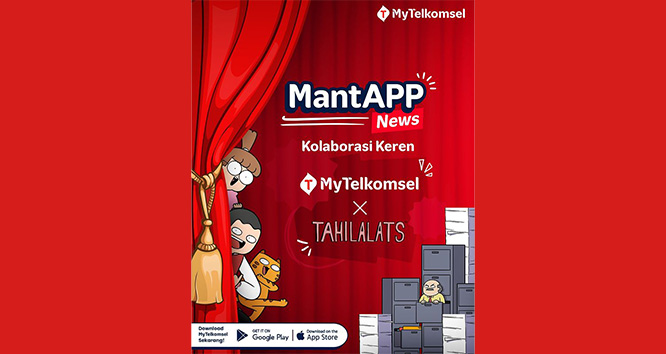 MyTelkomsel
MantAPP
News
Kolaborasi Keren
MyTelkomsel
X
TAHILALATS
Download
MyTelkomsel
Sekarang!
GET IT ON
Google Play
Download on the
App Store